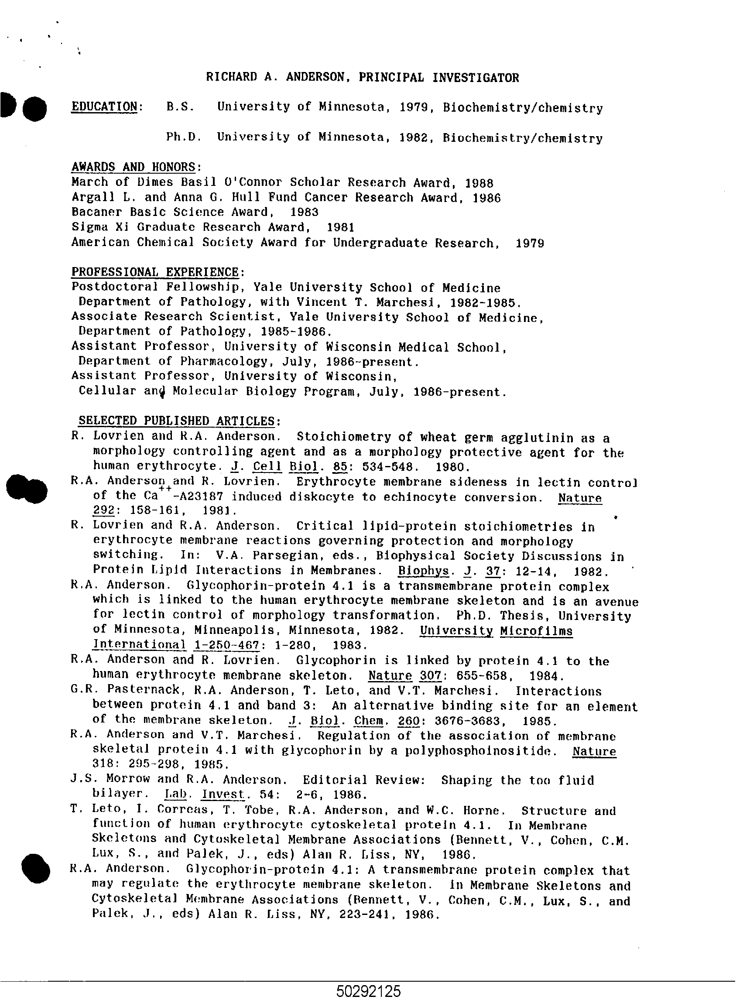 RICHARD A. ANDERSON, PRINCIPAL INVESTIGATOR
EDUCATION: B.S. University of Minnesota, 1979, Biochemistry/chemistry
Ph.D. University of Minnesota, 1982, Biochemistry/chemistry
AWARDS AND HONORS:
March of Dimes Basil O'Connor Scholar Research Award, 1988
Argall L. and Anna G. Hull Fund Cancer Research Award, 1986
Bacaner Basic Science Award, 1983
Sigma Xi Graduate Research Award, 1981
American Chemical Society Award for Undergraduate Research, 1979
PROFESSIONAL EXPERIENCE:
Postdoctoral Fellowship, Yale University School of Medicine
Department of Pathology, with Vincent T. Marchesi, 1982-1985.
Associate Research Scientist, Yale University School of Medicine,
Department of Pathology, 1985-1986.
Assistant Professor, University of Wisconsin Medical School,
Department of Pharmacology, July, 1986-present.
Assistant Professor, University of Wisconsin,
Cellular and Molecular Biology Program, July, 1986-present.
SELECTED PUBLISHED ARTICLES:
R. Lovrien and R.A. Anderson. Stoichiometry of wheat germ agglutinin as a
morphology controlling agent and as a morphology protective agent for the
human erythrocyte. J. Cell Biol. 85: 534-548. 1980.
R.A. Anderson and R. Lovrien. Erythrocyte membrane sideness in lectin control
of the Ca++-A23187 induced diskocyte to echinocyte conversion. Nature
292: 158-161, 1981.
R. Lovrien and R.A. Anderson. Critical lipid-protein stoichiometries in
erythrocyte membrane reactions governing protection and morphology
switching. In: V.A. Parsegian, eds., Biophysical Society Discussions in
Protein Lipid Interactions in Membranes. Biophys. J. 37: 12-14, 1982.
R.A. Anderson. Glycophorin-protein 4.1 is a transmembrane protein complex
which is linked to the human erythrocyte membrane skeleton and is an avenue
for lectin control of morphology transformation. Ph.D. Thesis, University
of Minnesota, Minneapolis, Minnesota, 1982. University Microfilms
International 1-250-467: 1-280, 1983.
R.A. Anderson and R. Lovrien. Glycophorin is linked by protein 4.1 to the
human erythrocyte membrane skeleton. Nature 307: 655-658, 1984.
G.R. Pasternack, R.A. Anderson, T. Leto, and V.T. Marchesi. Interactions
between protein 4.1 and band 3: An alternative binding site for an element
of the membrane skeleton. J. Biol. Chem. 260: 3676-3683, 1985.
R.A. Anderson and V.T. Marchesi. Regulation of the association of membrane
skeletal protein 4.1 with glycophorin by a polyphosphoinositide. Nature
318: 295-298, 1985.
J.S. Morrow and R.A. Anderson. Editorial Review: Shaping the too fluid
bilayer. Lab. Invest. 54: 2-6, 1986.
T. Leto, I. Correas, T. Tobe, R.A. Anderson, and W.C. Horne. Structure and
function of human erythrocyte cytoskeletal protein 4.1. In Membrane
Skeletons and Cytoskeletal Membrane Associations (Bennett, V., Cohen, C.M.
Lux, S., and Palek, J., eds) Alan R. Liss, NY, 1986.
R.A. Anderson. Glycophorin-protein 4.1: A transmembrane protein complex that
may regulate the erythrocyte membrane skeleton. in Membrane Skeletons and
Cytoskeletal Membrane Associations (Bennett, V., Cohen, C.M., Lux, S., and
Palek, J., eds) Alan R. Liss, NY, 223-241, 1986.
50292125